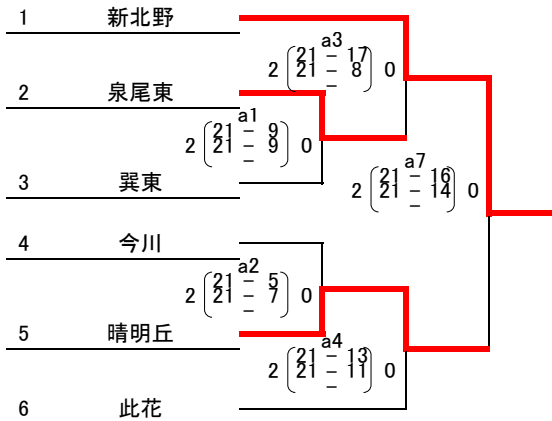 1 新北野
a3
2 21 － 17 0
21 － 8
－
2 泉尾東
a1
2 21 － 9 0
21 － 9
－
a7
2 21 － 16 0
21 － 14
－
3 巽東
4 今川
a2
2 21 － 5 0
21 － 7
－
5 晴明丘
a4
2 21 － 13 0
21 － 11
－
6 此花